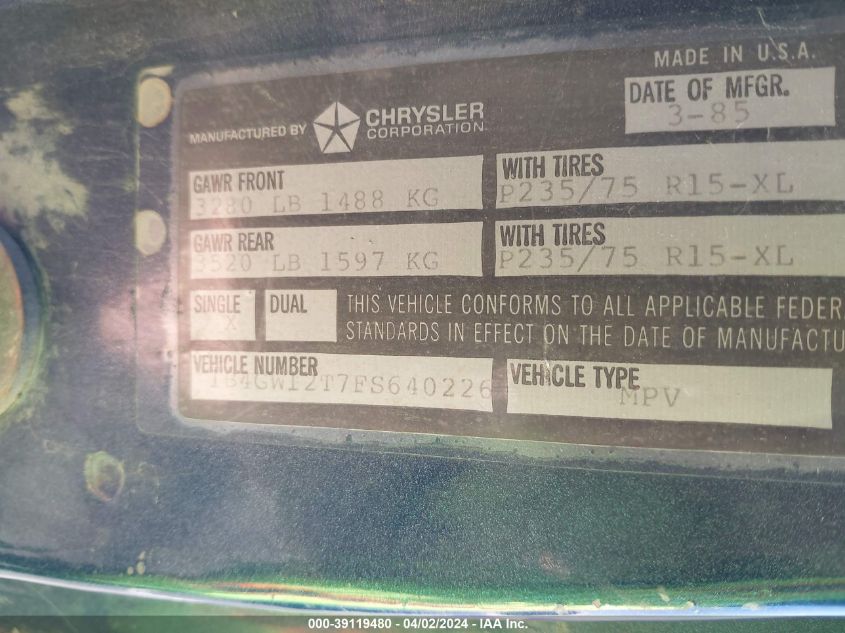 MADE IN U.S.A.
DATE OF MFGR.
3-85
MANUFACTURED BY CHRYSLER CORPORATION
GAWR FRONT
3280 LB 1488 KG
WITH TIRES
P235/75 R15-XL
GAWR REAR
3520 LB 1597 KG
WITH TIRES
P235/75 R15-XL
SINGLE
X
DUAL
THIS VEHICLE CONFORMS TO ALL APPLICABLE FEDER
STANDARDS IN EFFECT ON THE DATE OF MANUFACTU
VEHICLE NUMBER
1B4GW12T7FS640226
VEHICLE TYPE
MPV
000-39119480 - 04/02/2024 - IAA Inc.